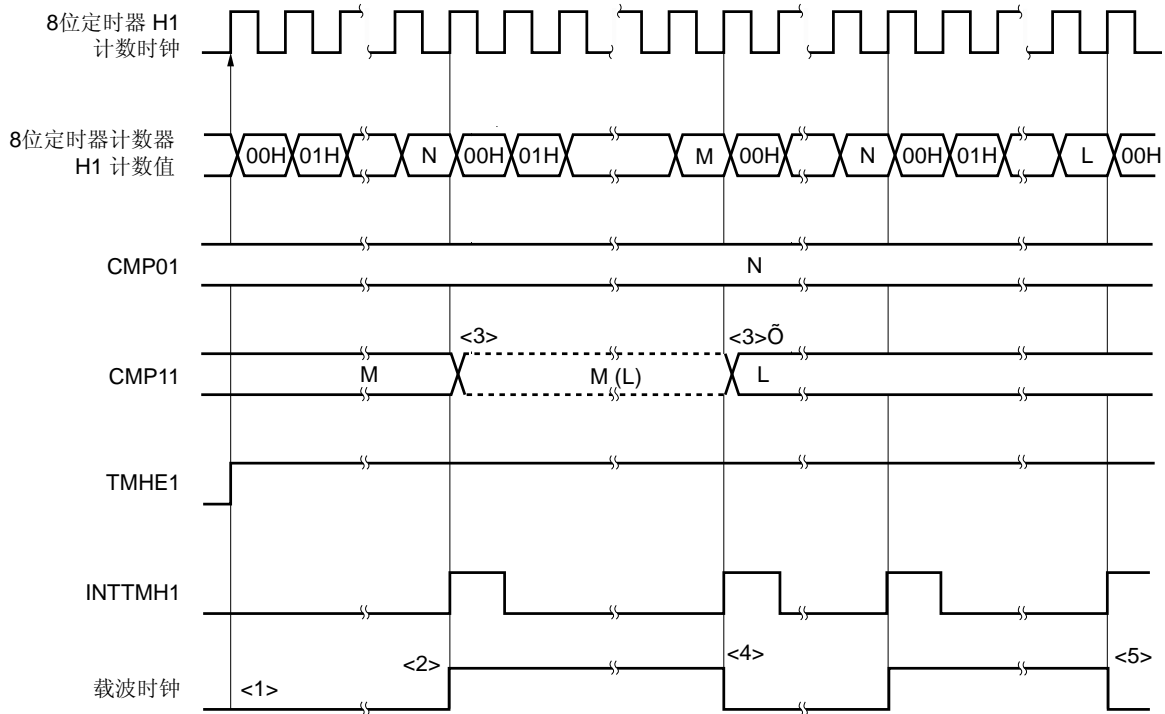 8位定时器 H1
计数时钟
8位定时器计数器
H1 计数值
00H 01H N 00H 01H M 00H N 00H 01H L 00H
CMP01
N
<3> <3>Õ
CMP11
M M (L) L
TMHE1
INTTMH1
<2> <4> <5>
载波时钟 <1>